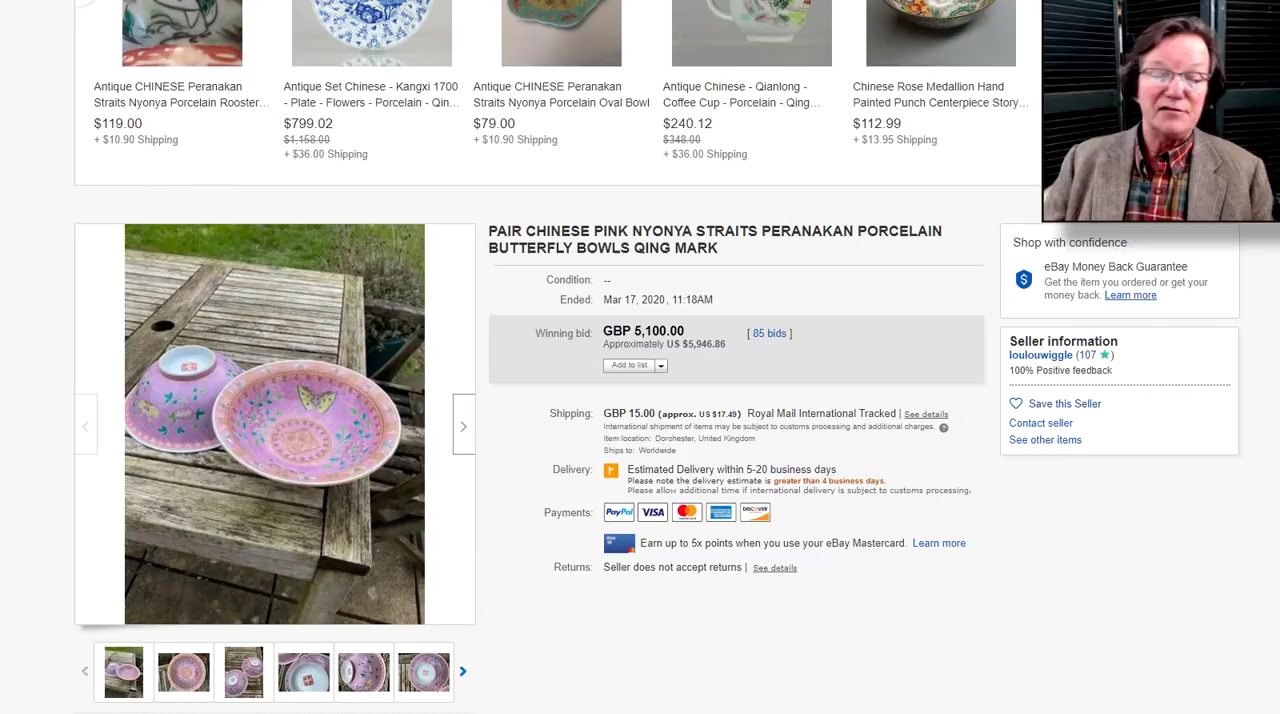 Antique CHINESE Peranakan
Straits Nyonya Porcelain Rooster...
$119.00
+ $10.90 Shipping
Antique Set Chinese - Kangxi 1700
- Plate - Flowers - Porcelain - Qin...
$799.02
$1,158.00
+ $36.00 Shipping
Antique CHINESE Peranakan
Straits Nyonya Porcelain Oval Bowl
$79.00
+ $10.90 Shipping
Antique Chinese - Qianlong -
Coffee Cup - Porcelain - Qing...
$240.12
$348.00
+ $36.00 Shipping
Chinese Rose Medallion Hand
Painted Punch Centerpiece Story...
$112.99
+ $13.95 Shipping
PAIR CHINESE PINK NYONYA STRAITS PERANAKAN PORCELAIN
BUTTERFLY BOWLS QING MARK
Condition: --
Ended: Mar 17, 2020 , 11:18AM
Winning bid: GBP 5,100.00 [ 85 bids ]
Approximately US $5,946.86
Add to list
Shipping: GBP 15.00 (approx. US $17.49) Royal Mail International Tracked | See details
International shipment of items may be subject to customs processing and additional charges. ?
Item location: Dorchester, United Kingdom
Ships to: Worldwide
Delivery: Estimated Delivery within 5-20 business days
Please note the delivery estimate is greater than 4 business days.
Please allow additional time if international delivery is subject to customs processing.
Payments: PayPal VISA MasterCard AMERICAN EXPRESS DISCOVER
Earn up to 5x points when you use your eBay Mastercard. Learn more
Returns: Seller does not accept returns | See details
Shop with confidence
eBay Money Back Guarantee
Get the item you ordered or get your
money back. Learn more
Seller information
loulouwiggle (107 ★)
100% Positive feedback
Save this Seller
Contact seller
See other items